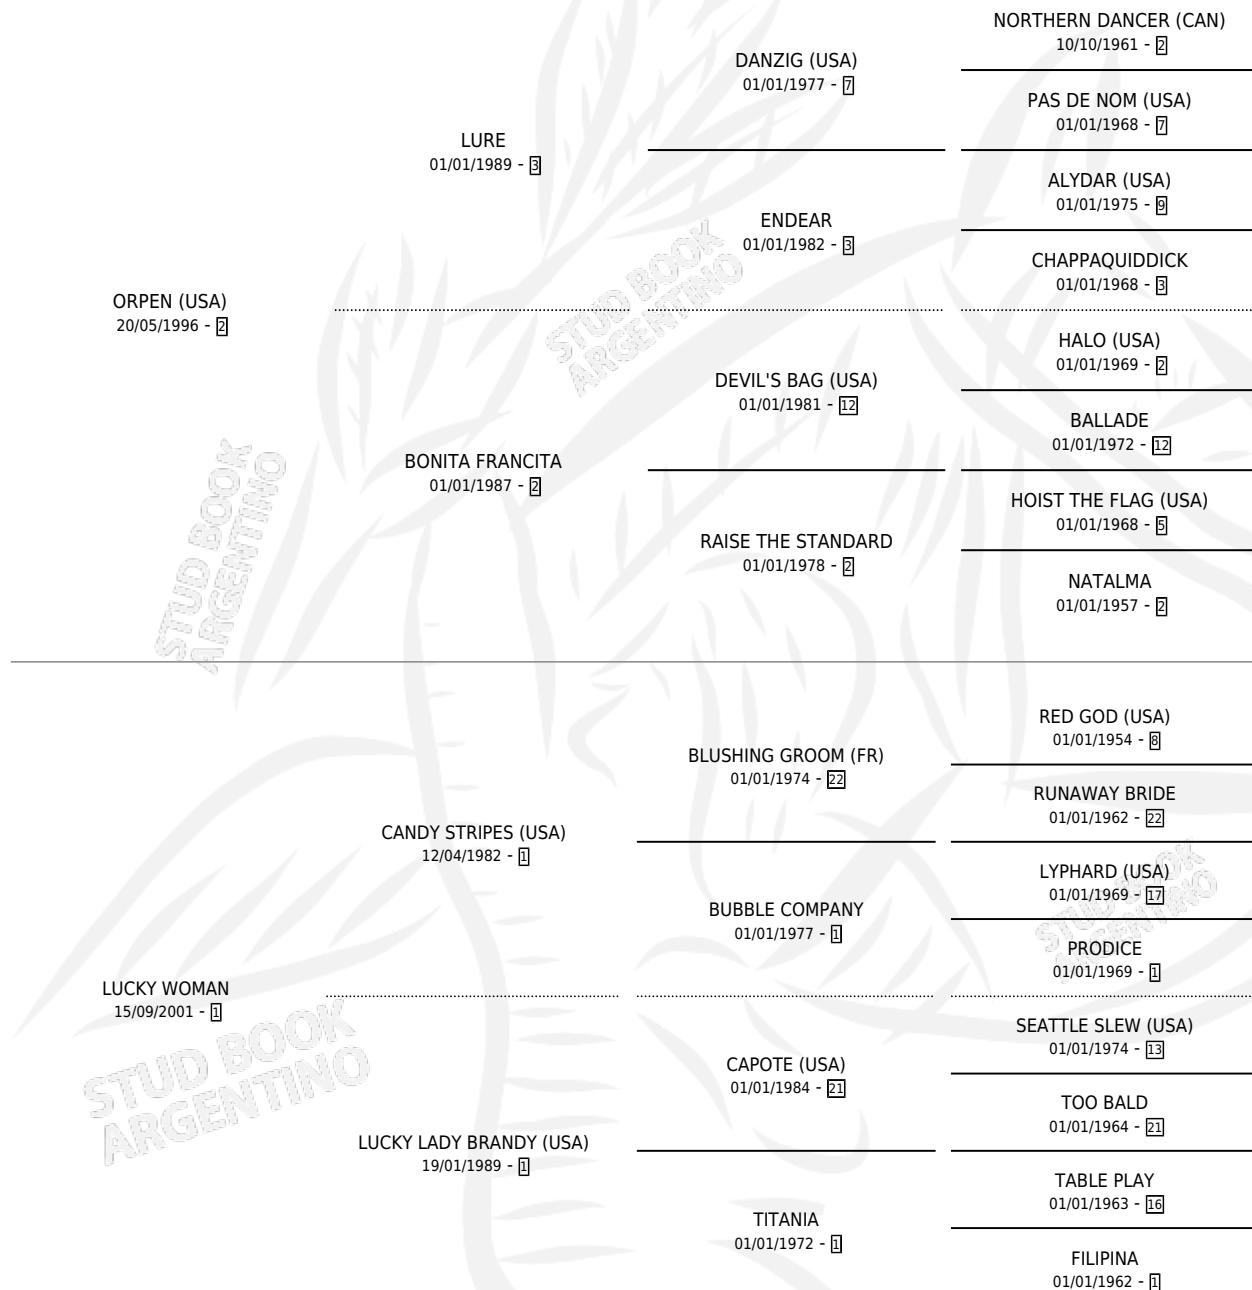 NORTHERN DANCER (CAN)
10/10/1961 - 2
DANZIG (USA)
01/01/1977 - 7
PAS DE NOM (USA)
01/01/1968 - 7
LURE
01/01/1989 - 3
ALYDAR (USA)
01/01/1975 - 9
ENDEAR
01/01/1982 - 3
CHAPPAQUIDDICK
01/01/1968 - 3
ORPEN (USA)
20/05/1996 - 2
STUD BOOK
ARGENTINO
HALO (USA)
01/01/1969 - 2
DEVIL'S BAG (USA)
01/01/1981 - 12
BALLADE
01/01/1972 - 12
BONITA FRANCITA
01/01/1987 - 2
HOIST THE FLAG (USA)
01/01/1968 - 5
RAISE THE STANDARD
01/01/1978 - 2
NATALMA
01/01/1957 - 2
STUD BOOK
ARGENTINO
RED GOD (USA)
01/01/1954 - 8
BLUSHING GROOM (FR)
01/01/1974 - 22
RUNAWAY BRIDE
01/01/1962 - 22
CANDY STRIPES (USA)
12/04/1982 - 1
LYPHARD (USA)
01/01/1969 - 17
STUD BOOK
ARGENTINO
BUBBLE COMPANY
01/01/1977 - 1
PRODICE
01/01/1969 - 1
LUCKY WOMAN
15/09/2001 - 1
SEATTLE SLEW (USA)
01/01/1974 - 13
CAPOTE (USA)
01/01/1984 - 21
STUD BOOK
ARGENTINO
TOO BALD
01/01/1964 - 21
LUCKY LADY BRANDY (USA)
19/01/1989 - 1
TABLE PLAY
01/01/1963 - 16
TITANIA
01/01/1972 - 1
FILIPINA
01/01/1962 - 1